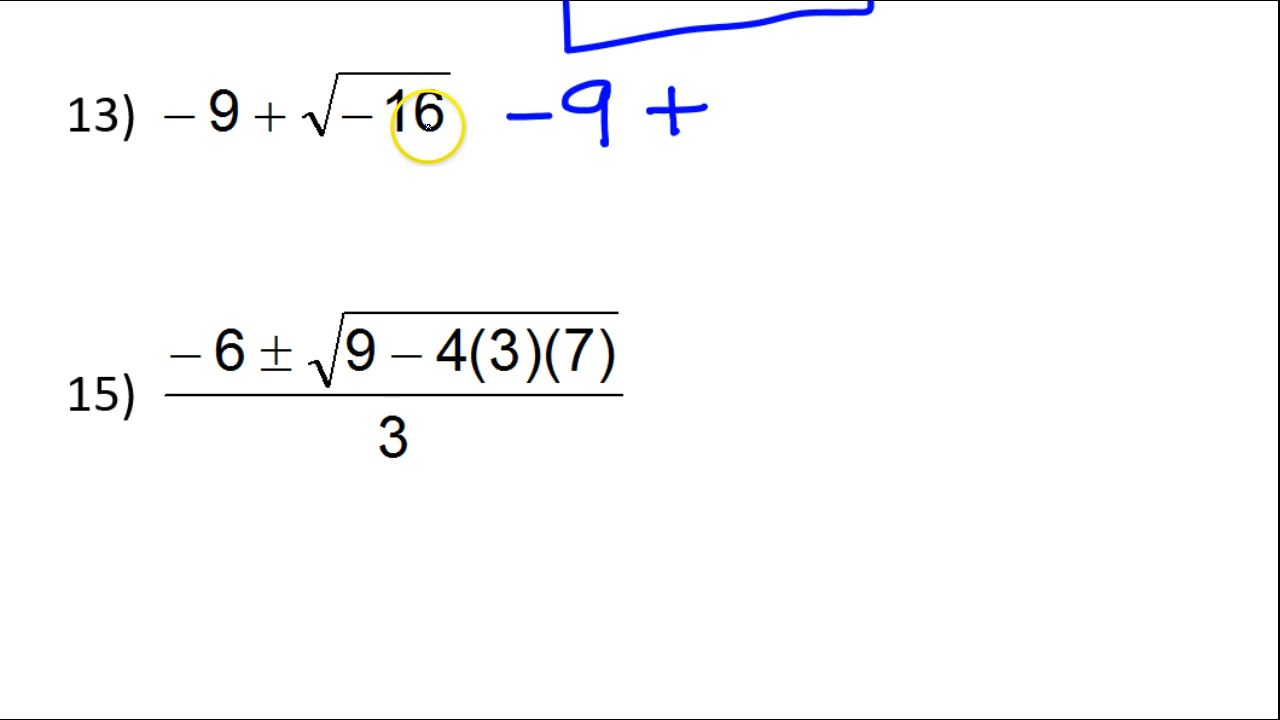 13) − 9 + √−16 -9 +
15) − 6 ± √9 − 4(3)(7)
3